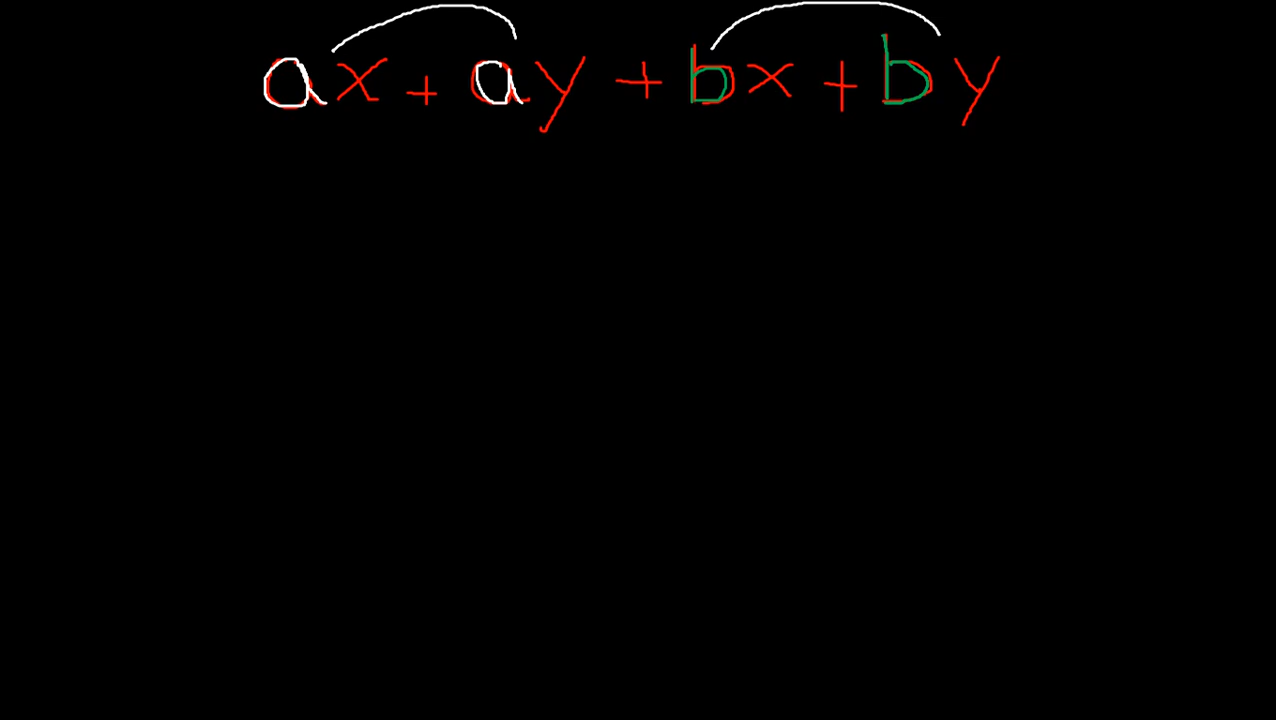 ax + ay + bx + by